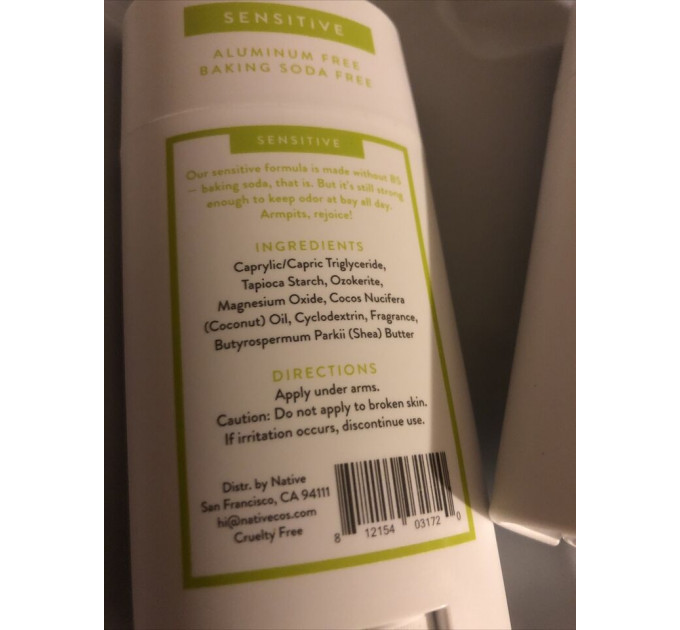 SENSITIVE
ALUMINUM FREE
BAKING SODA FREE
SENSITIVE
Our sensitive formula is made without BS
— baking soda, that is. But it's still strong
enough to keep odor at bay all day.
Armpits, rejoice!
INGREDIENTS
Caprylic/Capric Triglyceride,
Tapioca Starch, Ozokerite,
Magnesium Oxide, Cocos Nucifera
(Coconut) Oil, Cyclodextrin, Fragrance,
Butyrospermum Parkii (Shea) Butter
DIRECTIONS
Apply under arms.
Caution: Do not apply to broken skin.
If irritation occurs, discontinue use.
Distr. by Native
San Francisco, CA 94111
hi@nativecos.com
Cruelty Free
8 12154 03172 0